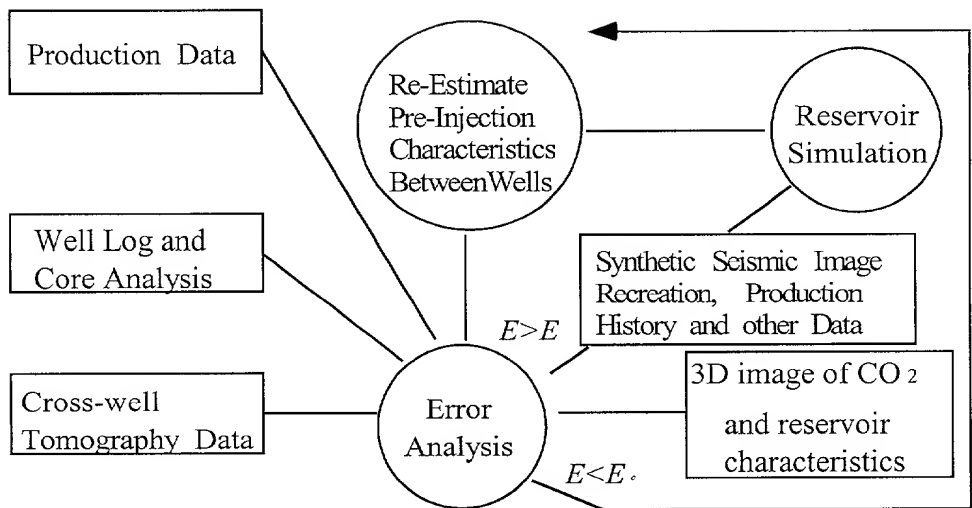 Production Data
Re-Estimate
Pre-Injection
Characteristics
BetweenWells
Reservoir
Simulation
Well Log and
Core Analysis
Synthetic Seismic Image
Recreation, Production
History and other Data
E>E
Cross-well
Tomography Data
Error
Analysis
3D image of CO 2
and reservoir
characteristics
E<E。